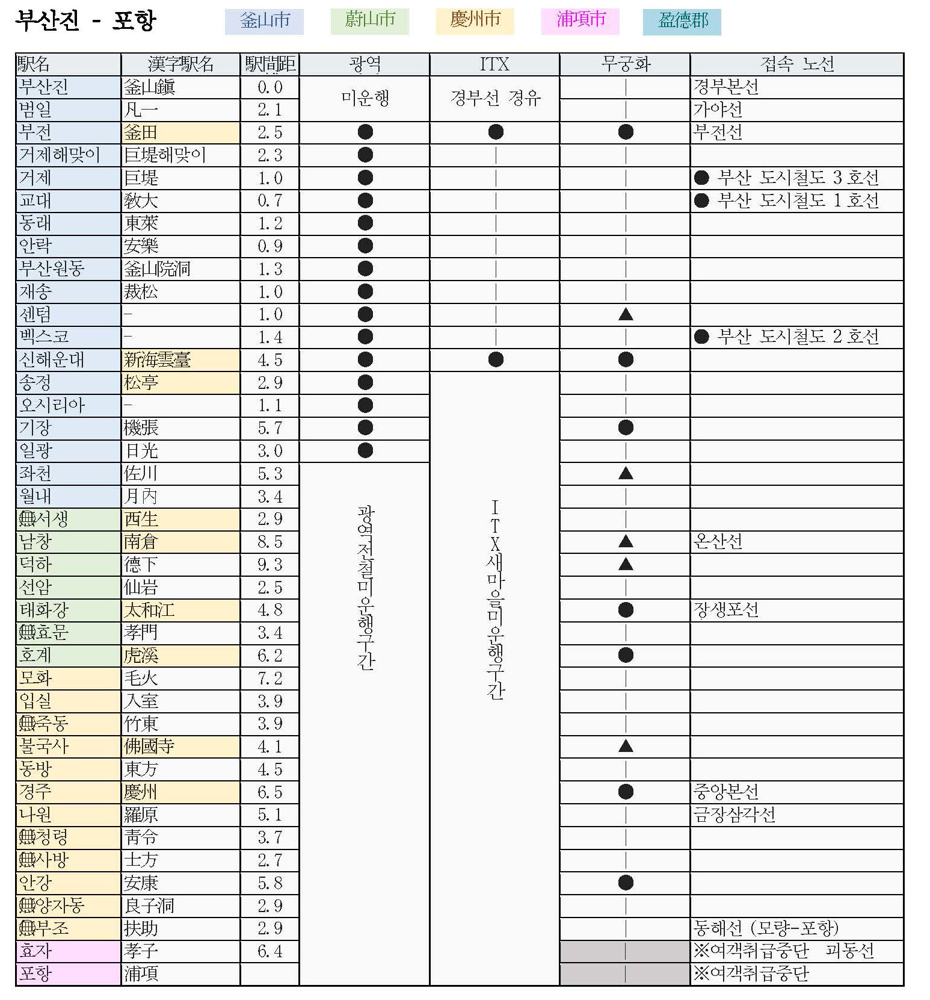 부산진 - 포항 釜山市 蔚山市 慶州市 浦項市 盈德郡
駅名 漢字駅名 駅間距 광역 ITX 무궁화 접속 노선
부산진 釜山鎭 0.0 미운행 경부선 경유 | 경부본선
범일 凡一 2.1 | 가야선
부전 釜田 2.5 ● ● ● 부전선
거제해맞이 巨堤해맞이 2.3 ● | |
거제 巨堤 1.0 ● | | ● 부산 도시철도 3호선
교대 敎大 0.7 ● | | ● 부산 도시철도 1호선
동래 東萊 1.2 ● | |
안락 安樂 0.9 ● | |
부산원동 釜山院洞 1.3 ● | |
재송 裁松 1.0 ● | |
센텀 - 1.0 ● | ▲
벡스코 - 1.4 ● | | ● 부산 도시철도 2호선
신해운대 新海雲臺 4.5 ● ● ●
송정 松亭 2.9 ● |
오시리아 - 1.1 ● |
기장 機張 5.7 ● ●
일광 日光 3.0 ● |
좌천 佐川 5.3 ▲
월내 月內 3.4 |
㊮서생 西生 2.9 |
남창 南倉 8.5 ▲ 온산선
덕하 德下 9.3 ▲
선암 仙岩 2.5 |
태화강 太和江 4.8 ● 장생포선
無효문 孝門 3.4 |
호계 虎溪 6.2 ●
모화 毛火 7.2 |
입실 入室 3.9 |
無죽동 竹東 3.9 |
불국사 佛國寺 4.1 ▲
동방 東方 4.5 |
경주 慶州 6.5 ● 중앙본선
나원 羅原 5.1 | 금장삼각선
無청령 靑令 3.7 |
無사방 士方 2.7 |
안강 安康 5.8 ●
無양자동 良子洞 2.9 |
無부조 扶助 2.9 | 동해선 (모량-포항)
효자 孝子 6.4 | ※여객취급중단 괴동선
포항 浦項 | ※여객취급중단
광역전철미운행구간
ITX새마을미운행구간